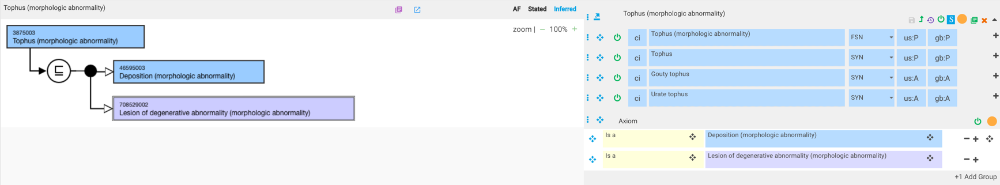 Tophus (morphologic abnormality)
AF Stated Inferred
zoom | − 100% +
3875003
Tophus (morphologic abnormality)
⊑
46595003
Deposition (morphologic abnormality)
708529002
Lesion of degenerative abnormality (morphologic abnormality)
Tophus (morphologic abnormality)
S
ci Tophus (morphologic abnormality) FSN us:P gb:P +
ci Tophus SYN us:P gb:P +
ci Gouty tophus SYN us:A gb:A +
ci Urate tophus SYN us:A gb:A +
Axiom
Is a Deposition (morphologic abnormality) − +
Is a Lesion of degenerative abnormality (morphologic abnormality) − +
+1 Add Group